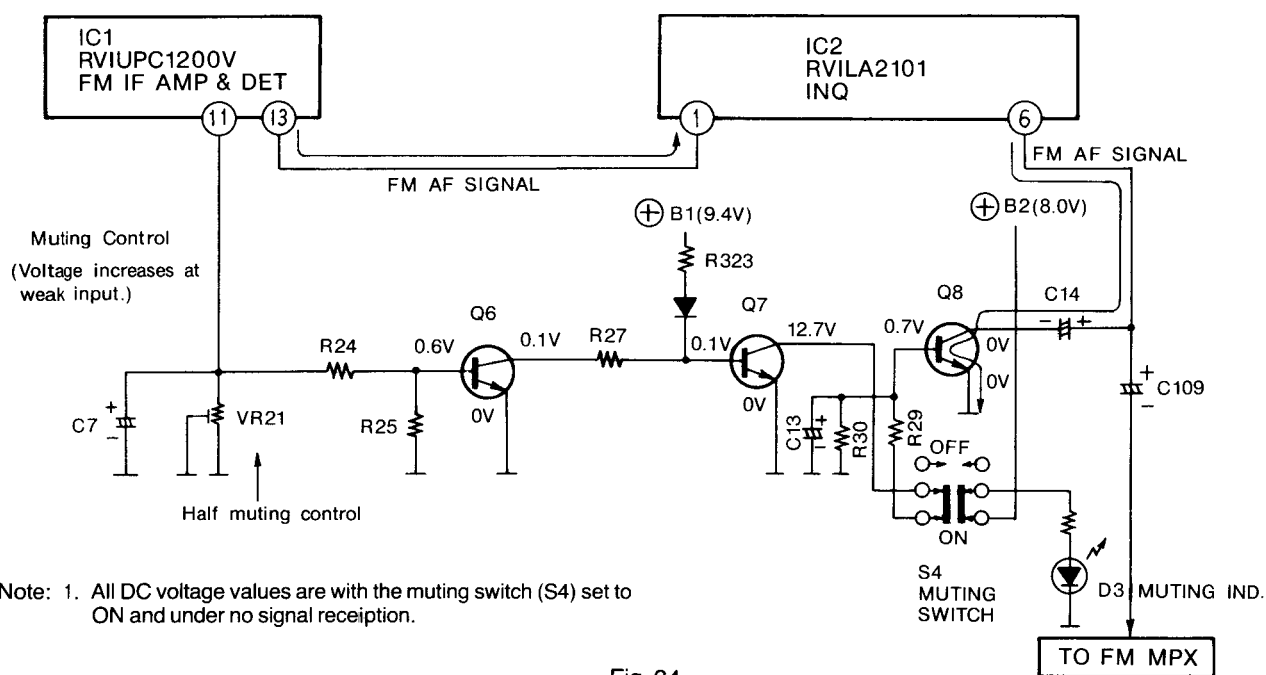 IC1
RVIUPC1200V
FM IF AMP & DET
11
13
IC2
RVILA2101
INQ
1
6
FM AF SIGNAL
FM AF SIGNAL
B1(9.4V)
B2(8.0V)
Muting Control
(Voltage increases at
weak input.)
R323
Q6
Q7
Q8
C14
- +
R24
0.6V
0.1V
R27
0.1V
12.7V
0.7V
0V
0V
0V
0V
+
C7
-
VR21
R25
C13
+
-
R30
R29
+
C109
-
OFF
ON
Half muting control
S4
MUTING
SWITCH
D3 MUTING IND.
Note: 1. All DC voltage values are with the muting switch (S4) set to
ON and under no signal receiption.
TO FM MPX